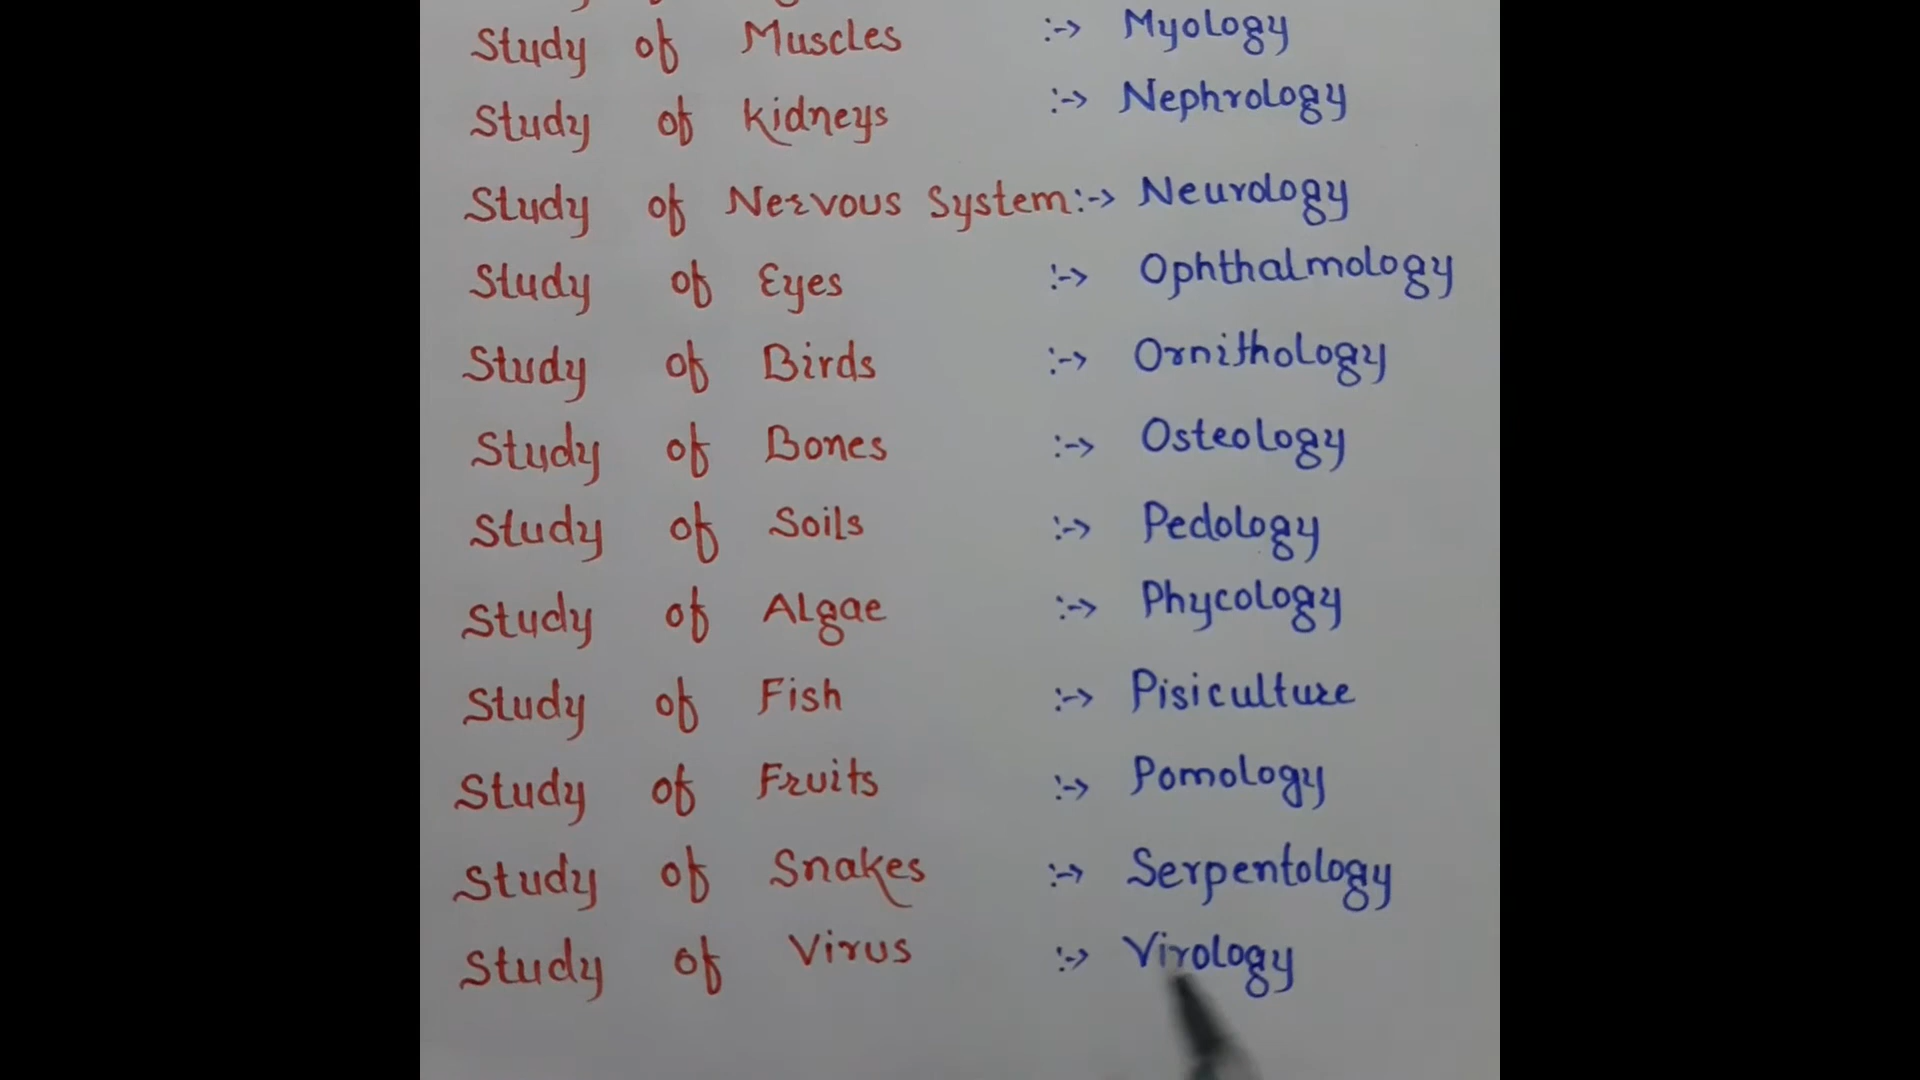 Study of Muscles :-> Myology
Study of Kidneys :-> Nephrology
Study of Nervous System :-> Neurology
Study of Eyes :-> Ophthalmology
Study of Birds :-> Ornithology
Study of Bones :-> Osteology
Study of Soils :-> Pedology
Study of Algae :-> Phycology
Study of Fish :-> Pisiculture
Study of Fruits :-> Pomology
Study of Snakes :-> Serpentology
Study of Virus :-> Virology